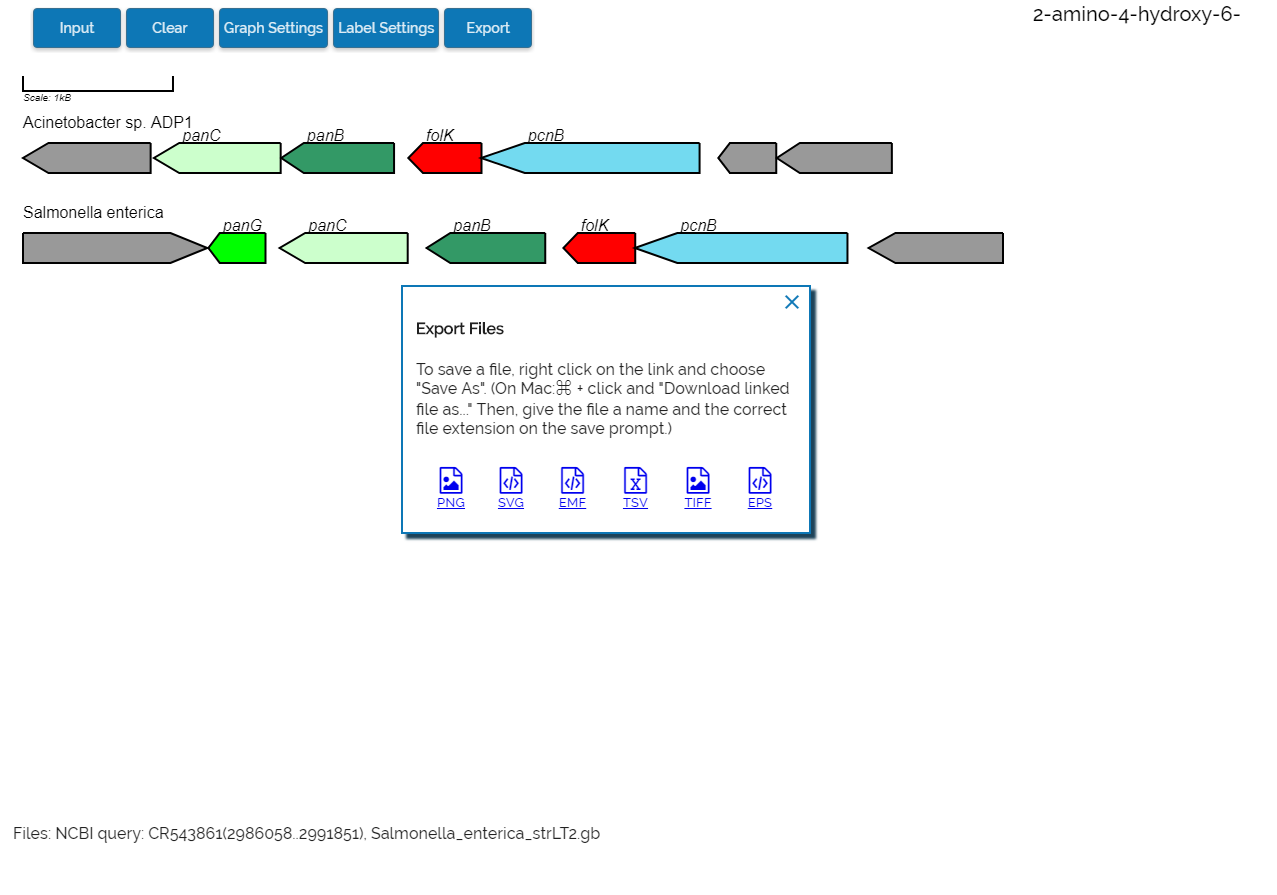 Input Clear Graph Settings Label Settings Export
2-amino-4-hydroxy-6-
Scale: 1kB
Acinetobacter sp. ADP1
panC panB folK pcnB
Salmonella enterica
panG panC panB folK pcnB
Export Files
To save a file, right click on the link and choose
"Save As". (On Mac:⌘ + click and "Download linked
file as..." Then, give the file a name and the correct
file extension on the save prompt.)
PNG SVG EMF TSV TIFF EPS
Files: NCBI query: CR543861(2986058..2991851), Salmonella_enterica_strLT2.gb